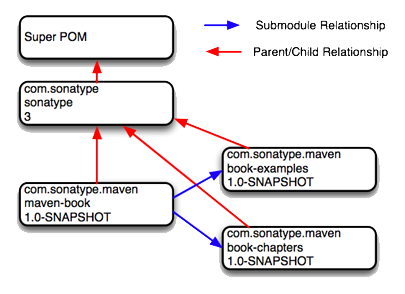 Super POM
Submodule Relationship
Parent/Child Relationship
com.sonatype
sonatype
3
com.sonatype.maven
book-examples
1.0-SNAPSHOT
com.sonatype.maven
maven-book
1.0-SNAPSHOT
com.sonatype.maven
book-chapters
1.0-SNAPSHOT